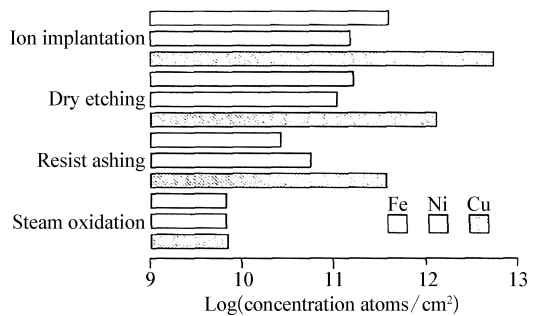 Ion implantation
Dry etching
Resist ashing
Steam oxidation
Fe Ni Cu
9 10 11 12 13
Log(concentration atoms/cm²)